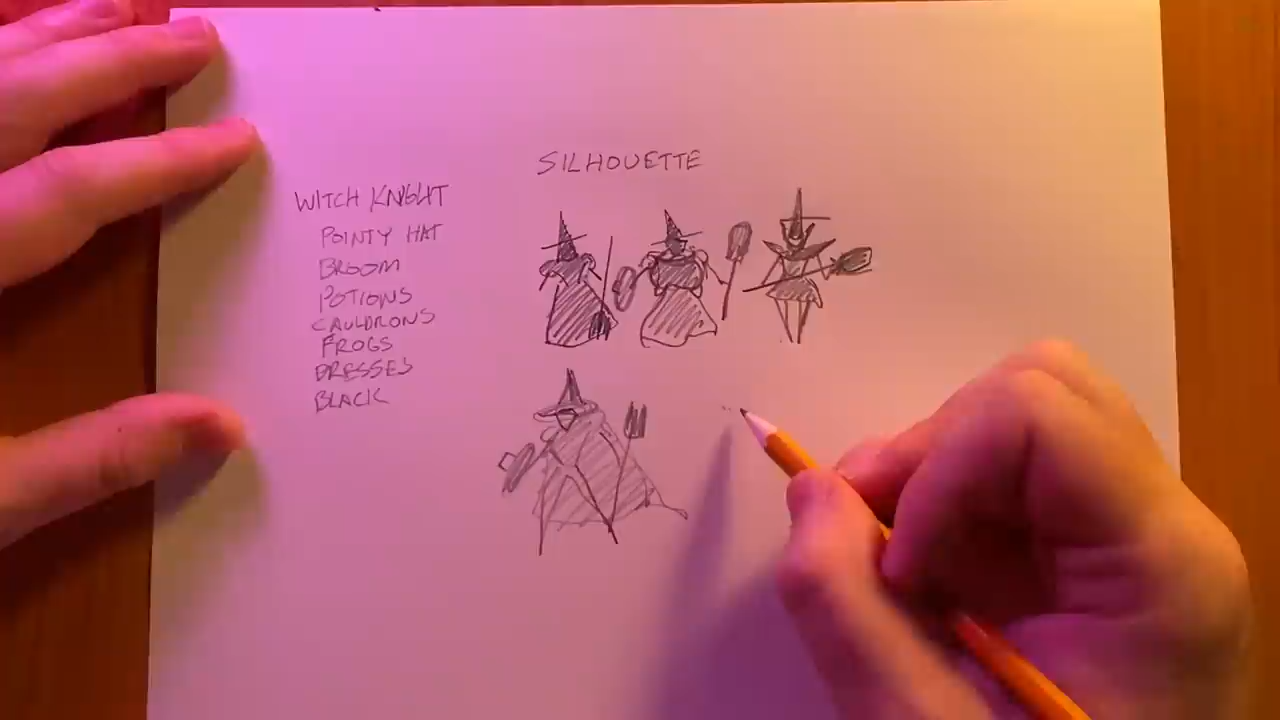 SILHOUETTE
WITCH KNIGHT
POINTY HAT
BROOM
POTIONS
CAULDRONS
FROGS
DRESSES
BLACK